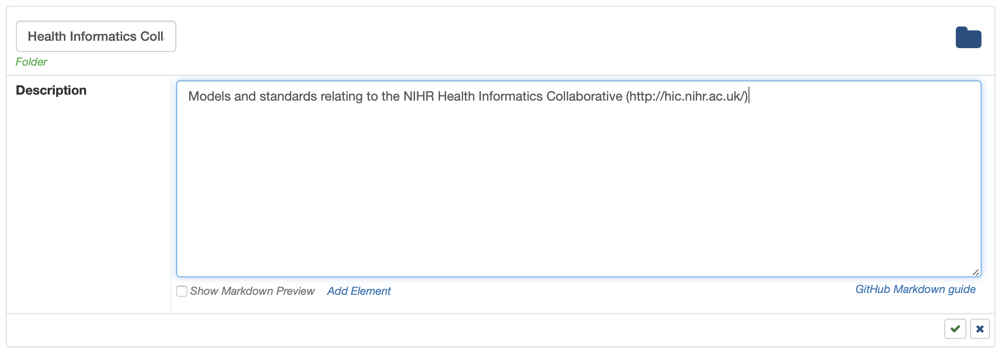 Health Informatics Coll
Folder
Description
Models and standards relating to the NIHR Health Informatics Collaborative (http://hic.nihr.ac.uk/)
Show Markdown Preview
Add Element
GitHub Markdown guide